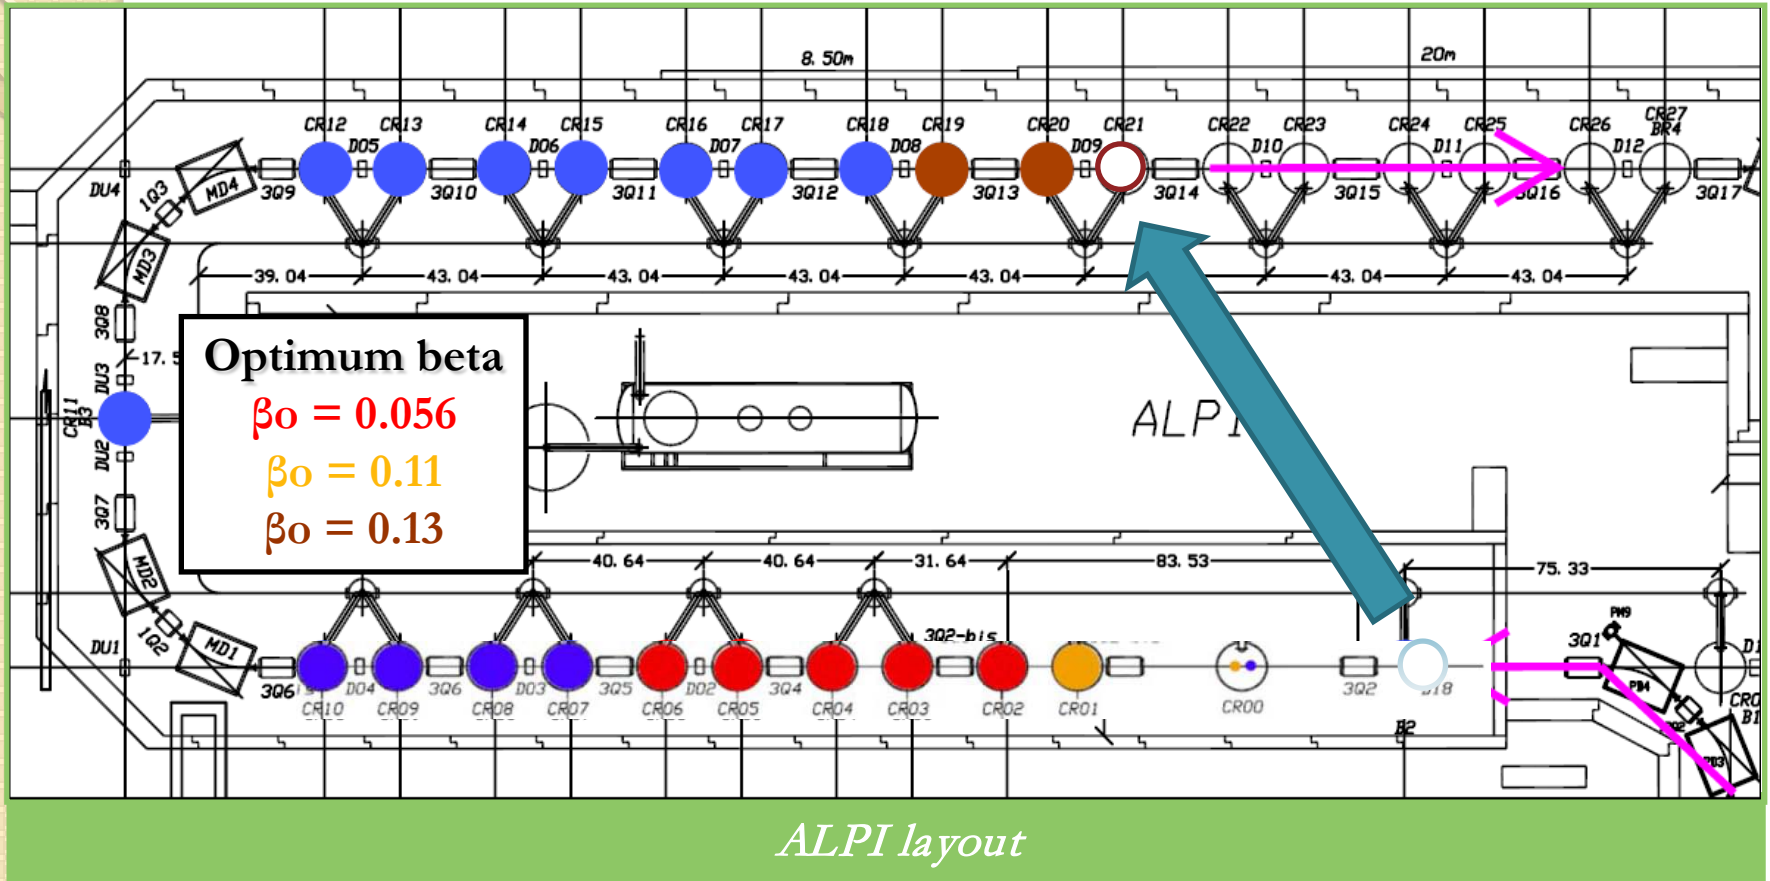 8.50m
20m
CR27
CR12 CR13 CR14 CR15 CR16 CR17 CR18 CR19 CR20 CR21 CR22 CR23 CR24 CR25 CR26 BR4
D05 D06 D07 D08 D09 D10 D11 D12
DU4 1Q3 MD4 3Q9 3Q10 3Q11 3Q12 3Q13 3Q14 3Q15 3Q16 3Q17
MD3
39.04 43.04 43.04 43.04 43.04 43.04 43.04
3Q8
17.5
DU3
CR11
B3
DU2
3Q7
Optimum beta
βo = 0.056
βo = 0.11
βo = 0.13
ALPI
40.64 40.64 31.64 83.53 75.33
MD2
1Q2
DU1
MD1
3Q2-bis
3Q1
PM9
PB4
3Q6 D04 3Q6 D03 3Q5 D02 3Q4 3Q2 D18
CR10 CR09 CR08 CR07 CR06 CR05 CR04 CR03 CR02 CR01 CR00
B2
PD3
ALPI layout